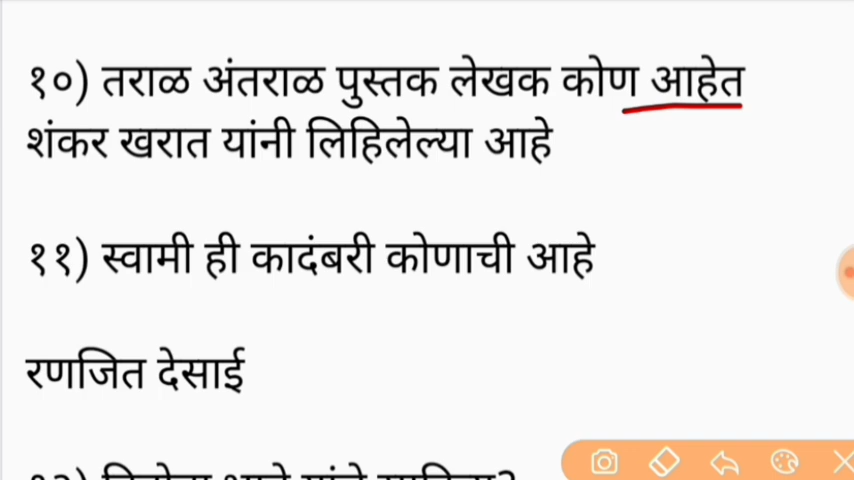 १०) तराळ अंतराळ पुस्तक लेखक कोण आहेत
शंकर खरात यांनी लिहिलेल्या आहे
११) स्वामी ही कादंबरी कोणाची आहे
रणजित देसाई